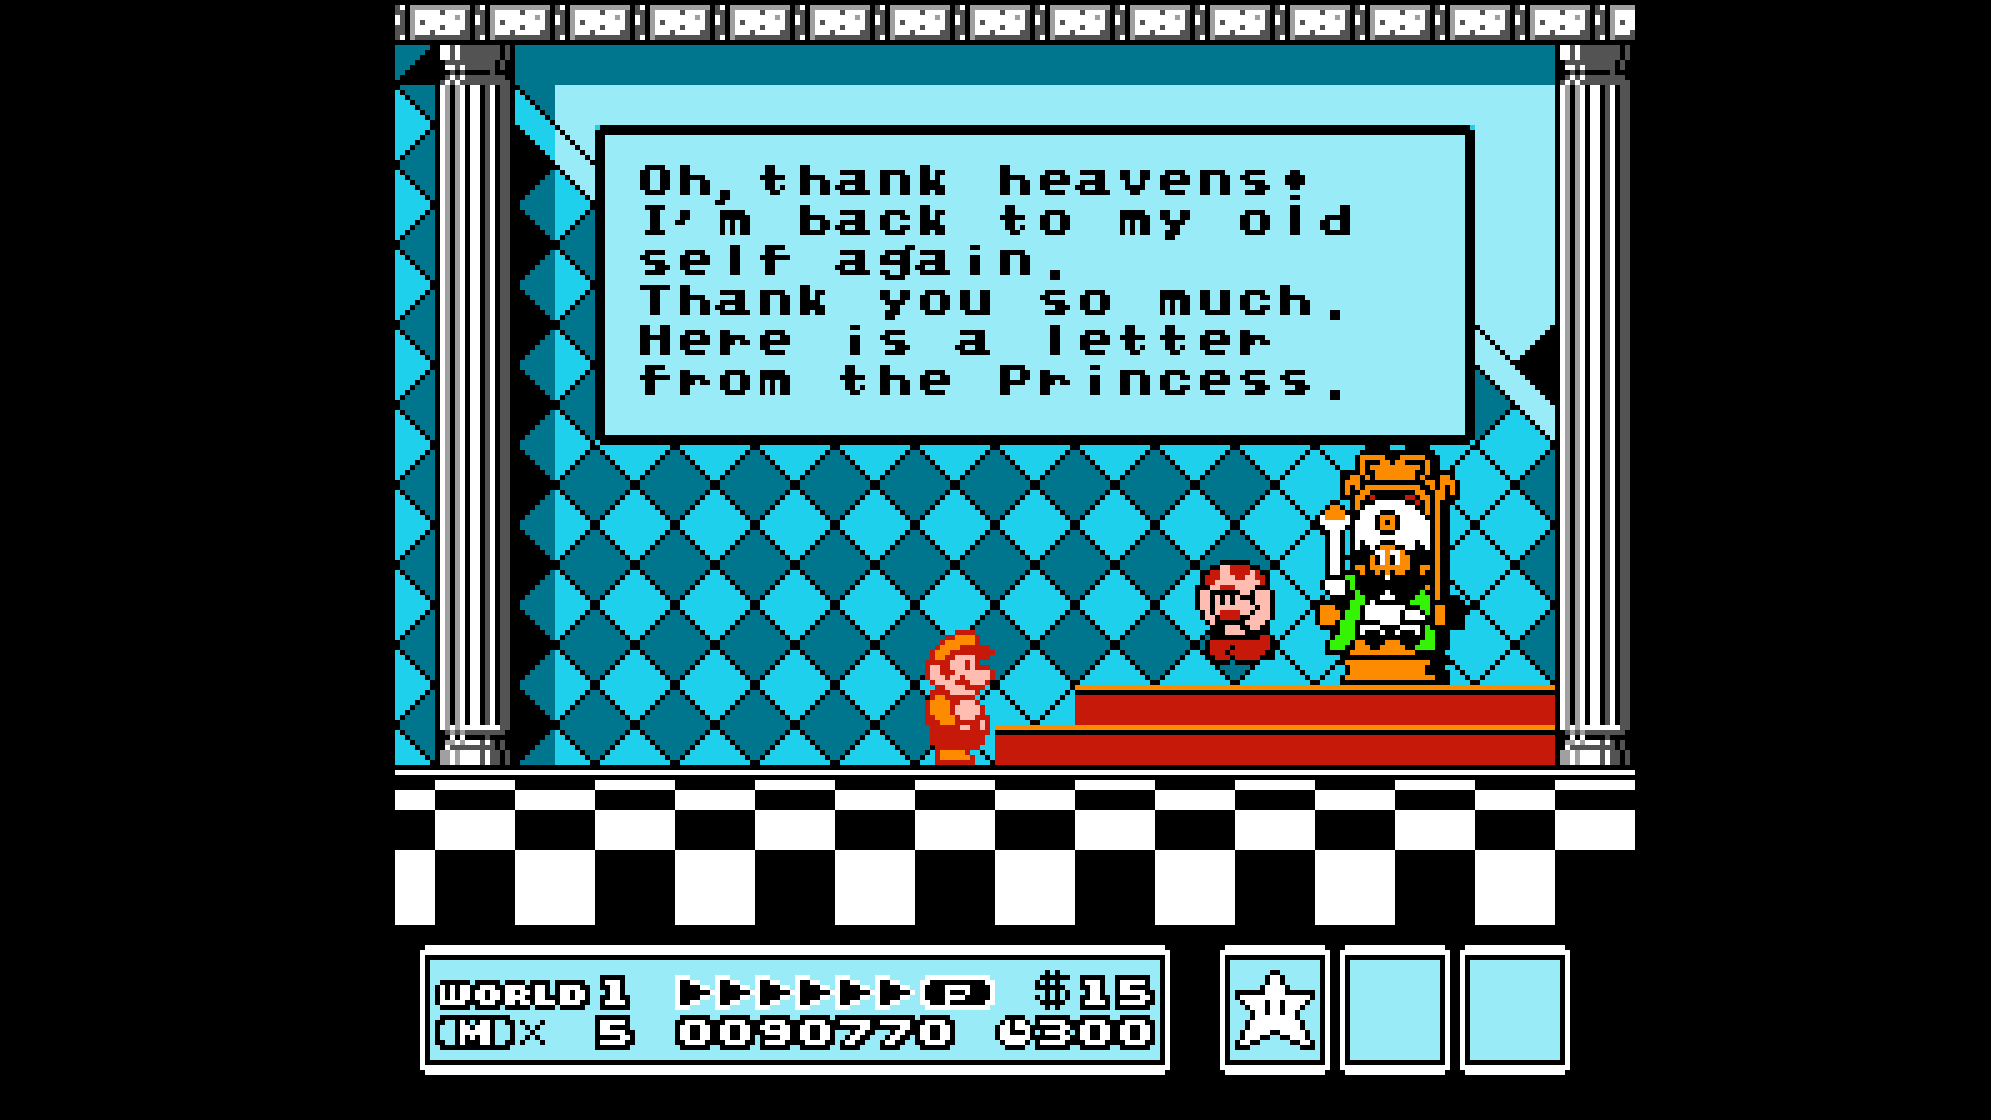 Oh, thank heavens!
I'm back to my old
self again.
Thank you so much.
Here is a letter
from the Princess.
WORLD 1 P $15
M× 5 0090770 300